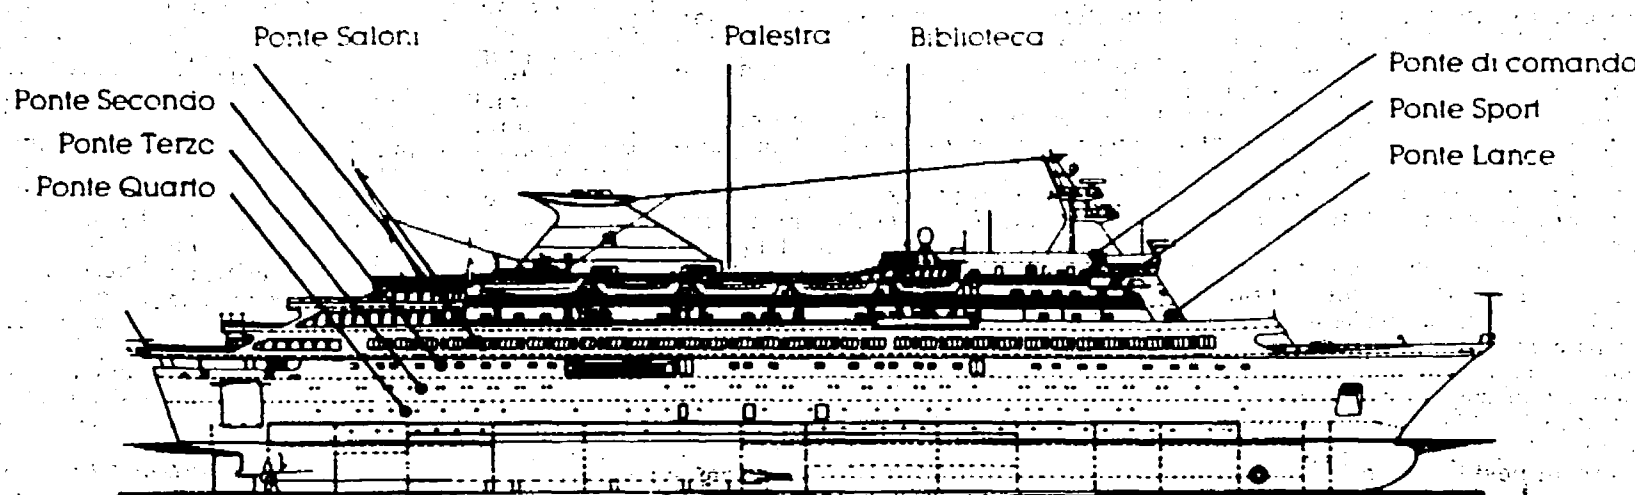 Ponte Saloni
Palestra
Biblioteca
Ponte di comando
Ponte Secondo
Ponte Sport
Ponte Terzo
Ponte Lance
Ponte Quarto